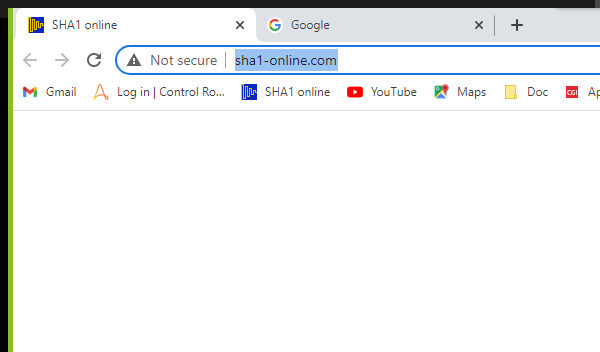 SHA1 online
Google
Not secure
sha1-online.com
Gmail
Log in | Control Ro...
SHA1 online
YouTube
Maps
Doc
CGI
Ap